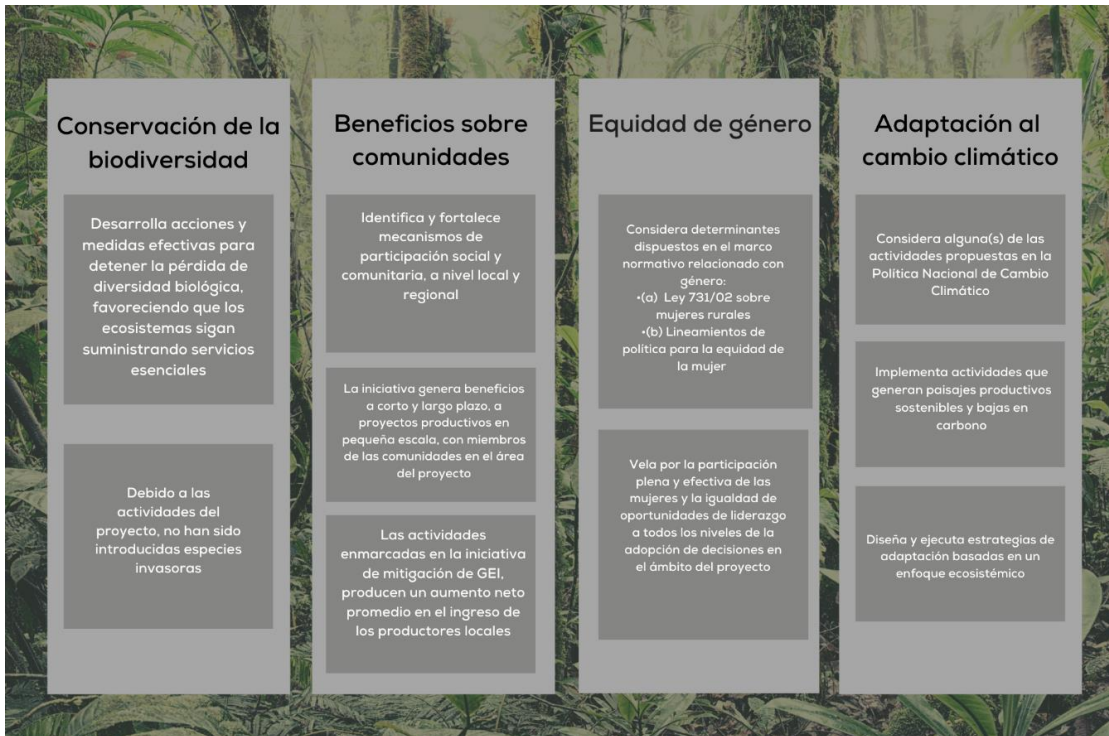 Conservación de la
biodiversidad
Desarrolla acciones y
medidas efectivas para
detener la pérdida de
diversidad biológica,
favoreciendo que los
ecosistemas sigan
suministrando servicios
esenciales
Debido a las
actividades del
proyecto, no han sido
introducidas especies
invasoras
Beneficios sobre
comunidades
Identifica y fortalece
mecanismos de
participación social y
comunitaria, a nivel local y
regional
La iniciativa genera beneficios
a corto y largo plazo, a
proyectos productivos en
pequeña escala, con miembros
de las comunidades en el área
del proyecto
Las actividades
enmarcadas en la iniciativa
de mitigación de GEI,
producen un aumento neto
promedio en el ingreso de
los productores locales
Equidad de género
Considera determinantes
dispuestos en el marco
normativo relacionado con
género:
•(a) Ley 731/02 sobre
mujeres rurales
•(b) Lineamientos de
política para la equidad de
la mujer
Vela por la participación
plena y efectiva de las
mujeres y la igualdad de
oportunidades de liderazgo
a todos los niveles de la
adopción de decisiones en
el ámbito del proyecto
Adaptación al
cambio climático
Considera alguna(s) de las
actividades propuestas en la
Política Nacional de Cambio
Climático
Implementa actividades que
generan paisajes productivos
sostenibles y bajas en
carbono
Diseña y ejecuta estrategias de
adaptación basadas en un
enfoque ecosistémico